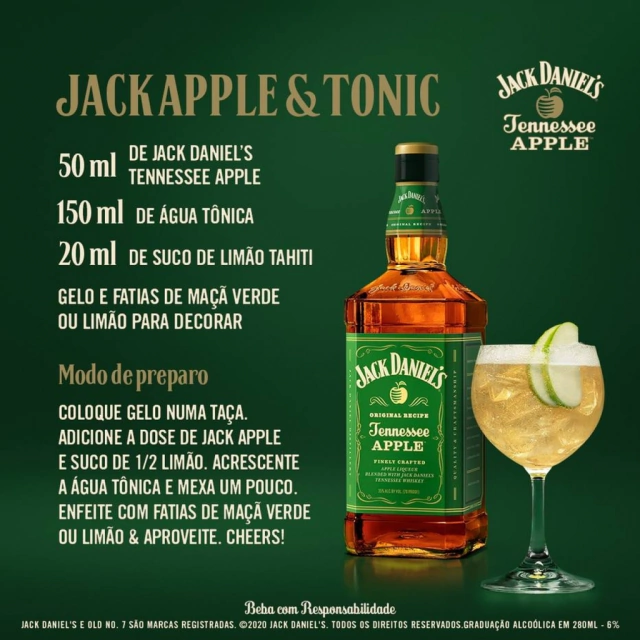 JACK APPLE & TONIC
JACK DANIEL'S
Tennessee
APPLE
50 ml DE JACK DANIEL'S
TENNESSEE APPLE
150 ml DE ÁGUA TÔNICA
20 ml DE SUCO DE LIMÃO TAHITI
GELO E FATIAS DE MAÇÃ VERDE
OU LIMÃO PARA DECORAR
Modo de preparo
COLOQUE GELO NUMA TAÇA.
ADICIONE A DOSE DE JACK APPLE
E SUCO DE 1/2 LIMÃO. ACRESCENTE
A ÁGUA TÔNICA E MEXA UM POUCO.
ENFEITE COM FATIAS DE MAÇÃ VERDE
OU LIMÃO & APROVEITE. CHEERS!
JACK DANIEL'S
ORIGINAL RECIPE
Tennessee
APPLE
FINELY CRAFTED
APPLE LIQUEUR
BLENDED WITH JACK DANIEL'S
TENNESSEE WHISKEY
QUALITY & CRAFTSMANSHIP
Beba com Responsabilidade
JACK DANIEL'S E OLD NO. 7 SÃO MARCAS REGISTRADAS. ©2020 JACK DANIEL'S. TODOS OS DIREITOS RESERVADOS.GRADUAÇÃO ALCOÓLICA EM 280ML - 6%